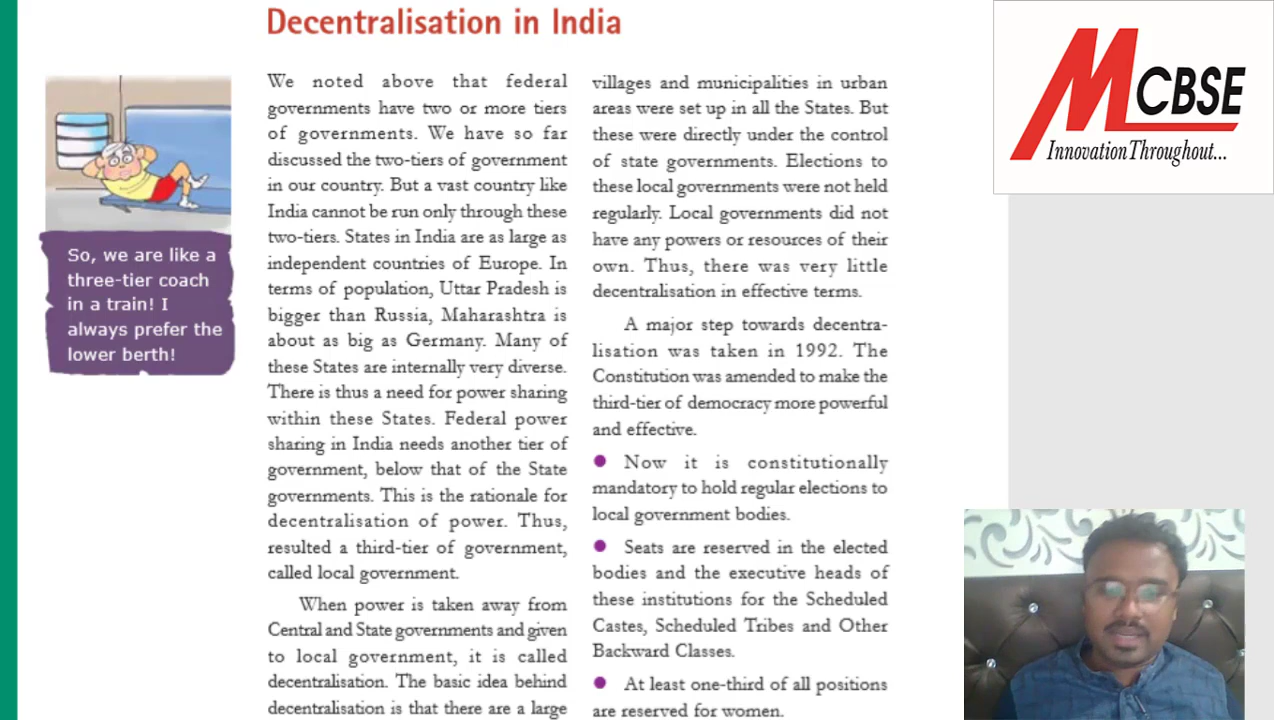 Decentralisation in India
So, we are like a
three-tier coach
in a train! I
always prefer the
lower berth!
We noted above that federal
governments have two or more tiers
of governments. We have so far
discussed the two-tiers of government
in our country. But a vast country like
India cannot be run only through these
two-tiers. States in India are as large as
independent countries of Europe. In
terms of population, Uttar Pradesh is
bigger than Russia, Maharashtra is
about as big as Germany. Many of
these States are internally very diverse.
There is thus a need for power sharing
within these States. Federal power
sharing in India needs another tier of
government, below that of the State
governments. This is the rationale for
decentralisation of power. Thus,
resulted a third-tier of government,
called local government.
When power is taken away from
Central and State governments and given
to local government, it is called
decentralisation. The basic idea behind
decentralisation is that there are a large
villages and municipalities in urban
areas were set up in all the States. But
these were directly under the control
of state governments. Elections to
these local governments were not held
regularly. Local governments did not
have any powers or resources of their
own. Thus, there was very little
decentralisation in effective terms.
A major step towards decentra-
lisation was taken in 1992. The
Constitution was amended to make the
third-tier of democracy more powerful
and effective.
● Now it is constitutionally
mandatory to hold regular elections to
local government bodies.
● Seats are reserved in the elected
bodies and the executive heads of
these institutions for the Scheduled
Castes, Scheduled Tribes and Other
Backward Classes.
● At least one-third of all positions
are reserved for women.
MCBSE
Innovation Throughout...